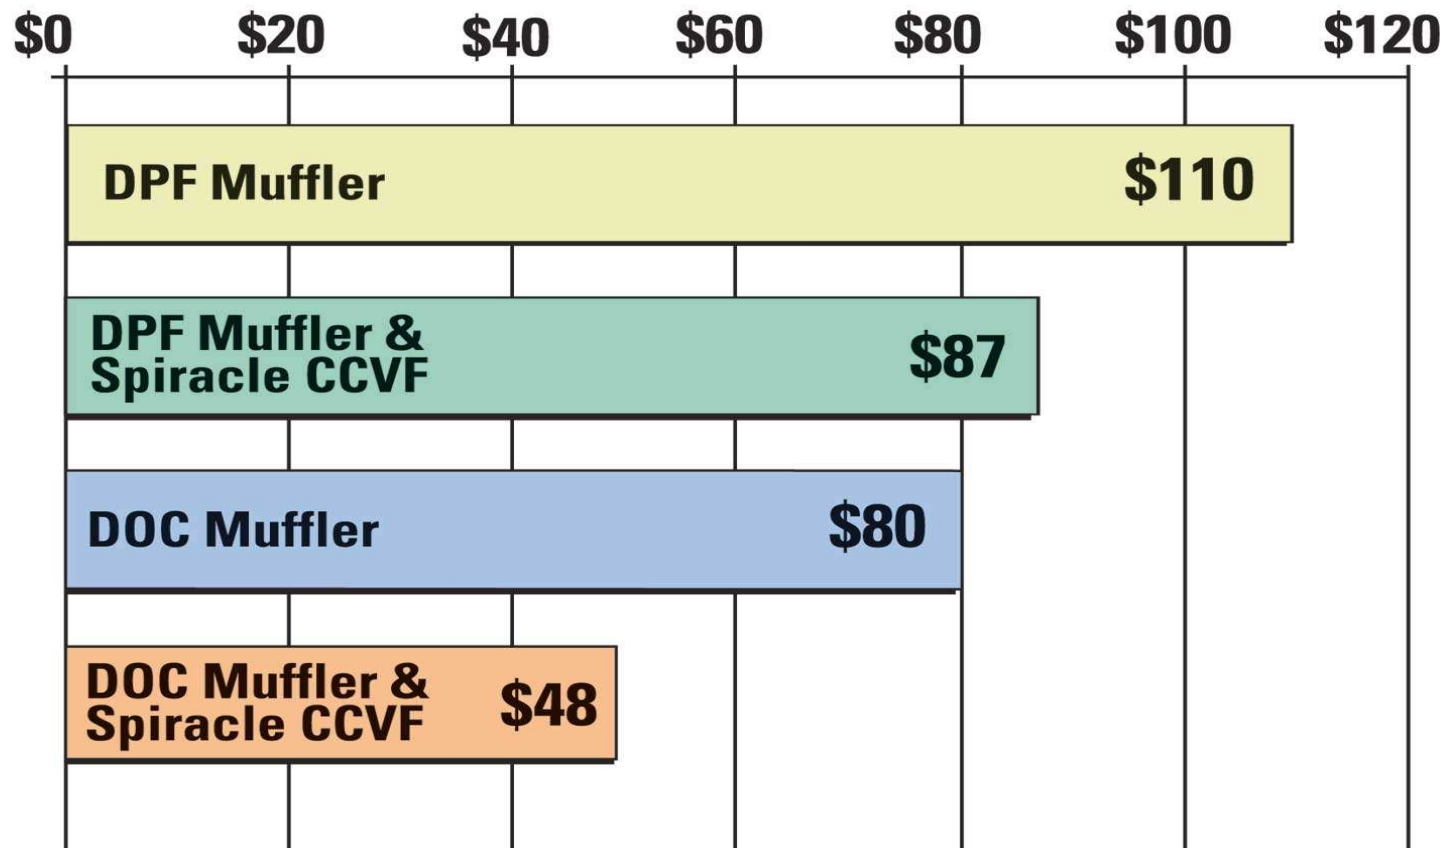 $0 $20 $40 $60 $80 $100 $120
DPF Muffler $110
DPF Muffler &
Spiracle CCVF $87
DOC Muffler $80
DOC Muffler &
Spiracle CCVF $48